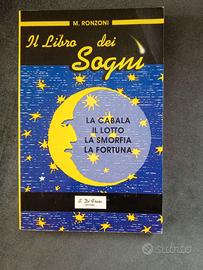 M. RONZONI
Il Libro dei
Sogni
LA CABALA
IL LOTTO
LA SMORFIA
LA FORTUNA
subito